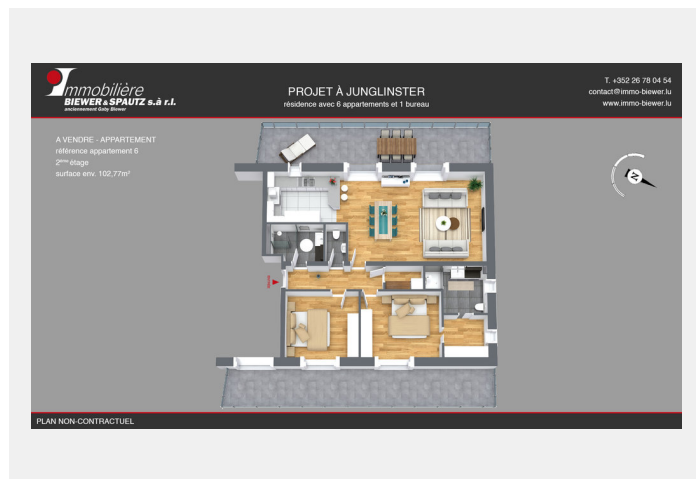 Immobilière
BIEWER & SPAUTZ s.à r.l.
anciennement Gaby Biewer
PROJET À JUNGLINSTER
résidence avec 6 appartements et 1 bureau
T. +352 26 78 04 54
contact@immo-biewer.lu
www.immo-biewer.lu
A VENDRE - APPARTEMENT
référence appartement 6
2ème étage
surface env. 102,77m²
N
PLAN NON-CONTRACTUEL